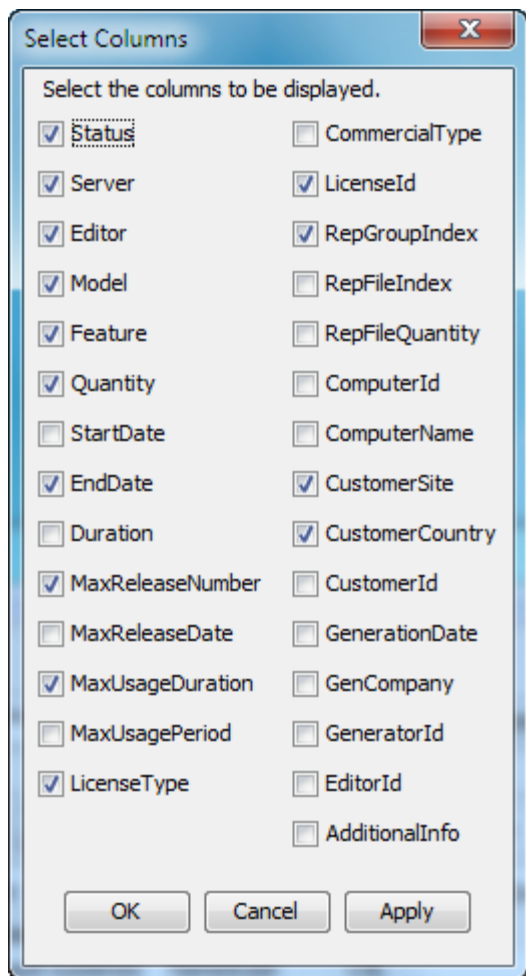 Select Columns
Select the columns to be displayed.
Status
Server
Editor
Model
Feature
Quantity
StartDate
EndDate
Duration
MaxReleaseNumber
MaxReleaseDate
MaxUsageDuration
MaxUsagePeriod
LicenseType
CommercialType
LicenseId
RepGroupIndex
RepFileIndex
RepFileQuantity
ComputerId
ComputerName
CustomerSite
CustomerCountry
CustomerId
GenerationDate
GenCompany
GeneratorId
EditorId
AdditionalInfo
OK Cancel Apply